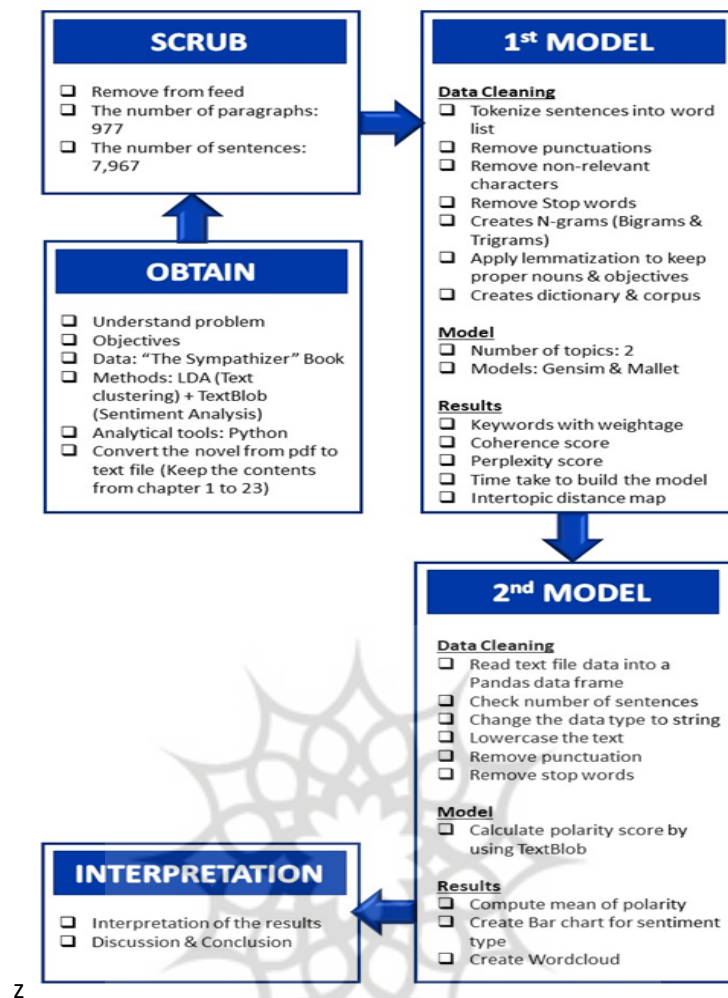 SCRUB
❑ Remove from feed
❑ The number of paragraphs:
977
❑ The number of sentences:
7,967
OBTAIN
❑ Understand problem
❑ Objectives
❑ Data: “The Sympathizer” Book
❑ Methods: LDA (Text
clustering) + TextBlob
(Sentiment Analysis)
❑ Analytical tools: Python
❑ Convert the novel from pdf to
text file (Keep the contents
from chapter 1 to 23)
1st MODEL
Data Cleaning
❑ Tokenize sentences into word
list
❑ Remove punctuations
❑ Remove non-relevant
characters
❑ Remove Stop words
❑ Creates N-grams (Bigrams &
Trigrams)
❑ Apply lemmatization to keep
proper nouns & objectives
❑ Creates dictionary & corpus
Model
❑ Number of topics: 2
❑ Models: Gensim & Mallet
Results
❑ Keywords with weightage
❑ Coherence score
❑ Perplexity score
❑ Time take to build the model
❑ Intertopic distance map
2nd MODEL
Data Cleaning
❑ Read text file data into a
Pandas data frame
❑ Check number of sentences
❑ Change the data type to string
❑ Lowercase the text
❑ Remove punctuation
❑ Remove stop words
Model
❑ Calculate polarity score by
using TextBlob
Results
❑ Compute mean of polarity
❑ Create Bar chart for sentiment
type
❑ Create Wordcloud
INTERPRETATION
❑ Interpretation of the results
❑ Discussion & Conclusion
z